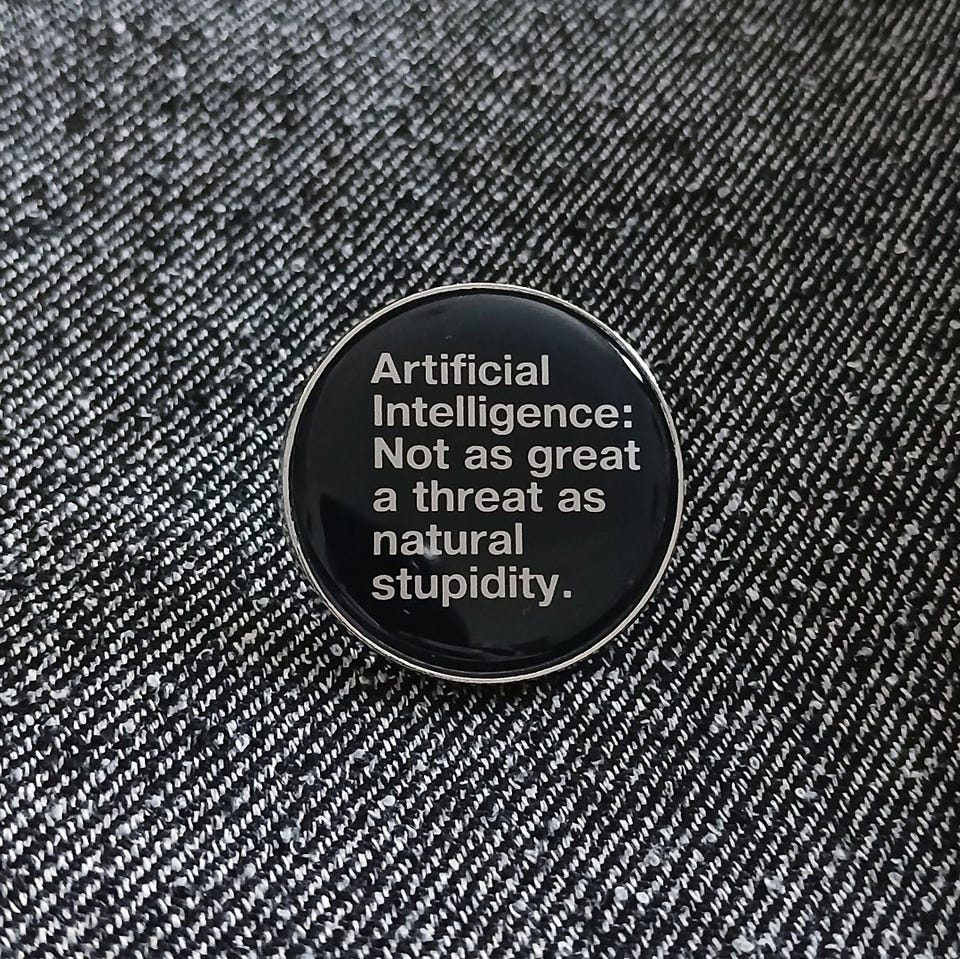 Artificial
Intelligence:
Not as great
a threat as
natural
stupidity.